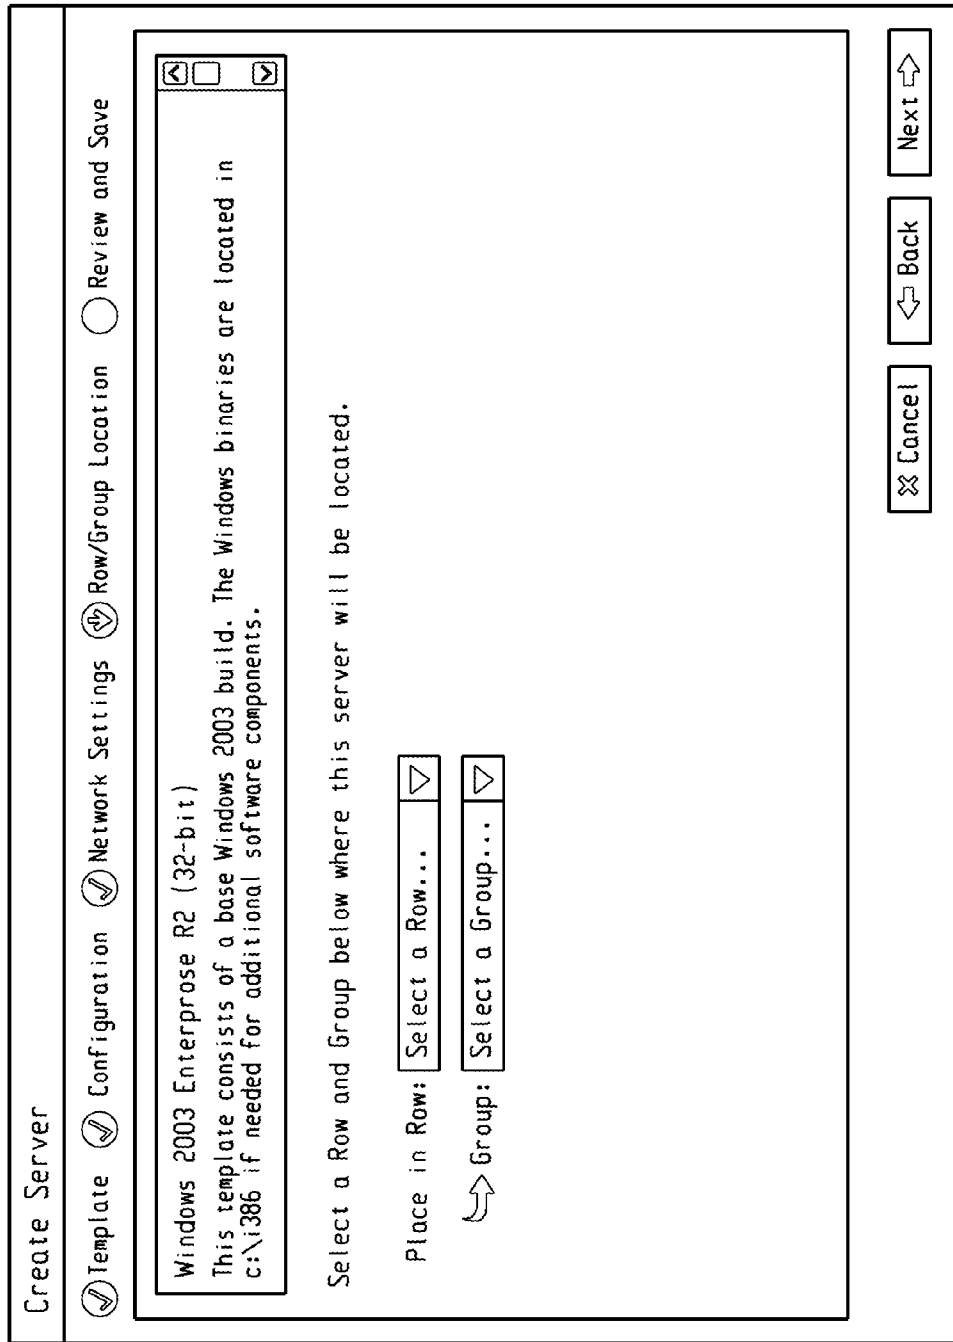 Create Server
Template Configuration Network Settings Row/Group Location Review and Save
Windows 2003 Enterprose R2 (32-bit)
This template consists of a base Windows 2003 build. The Windows binaries are located in
c:\i386 if needed for additional software components.
Select a Row and Group below where this server will be located.
Place in Row: Select a Row...
Group: Select a Group...
Cancel Back Next